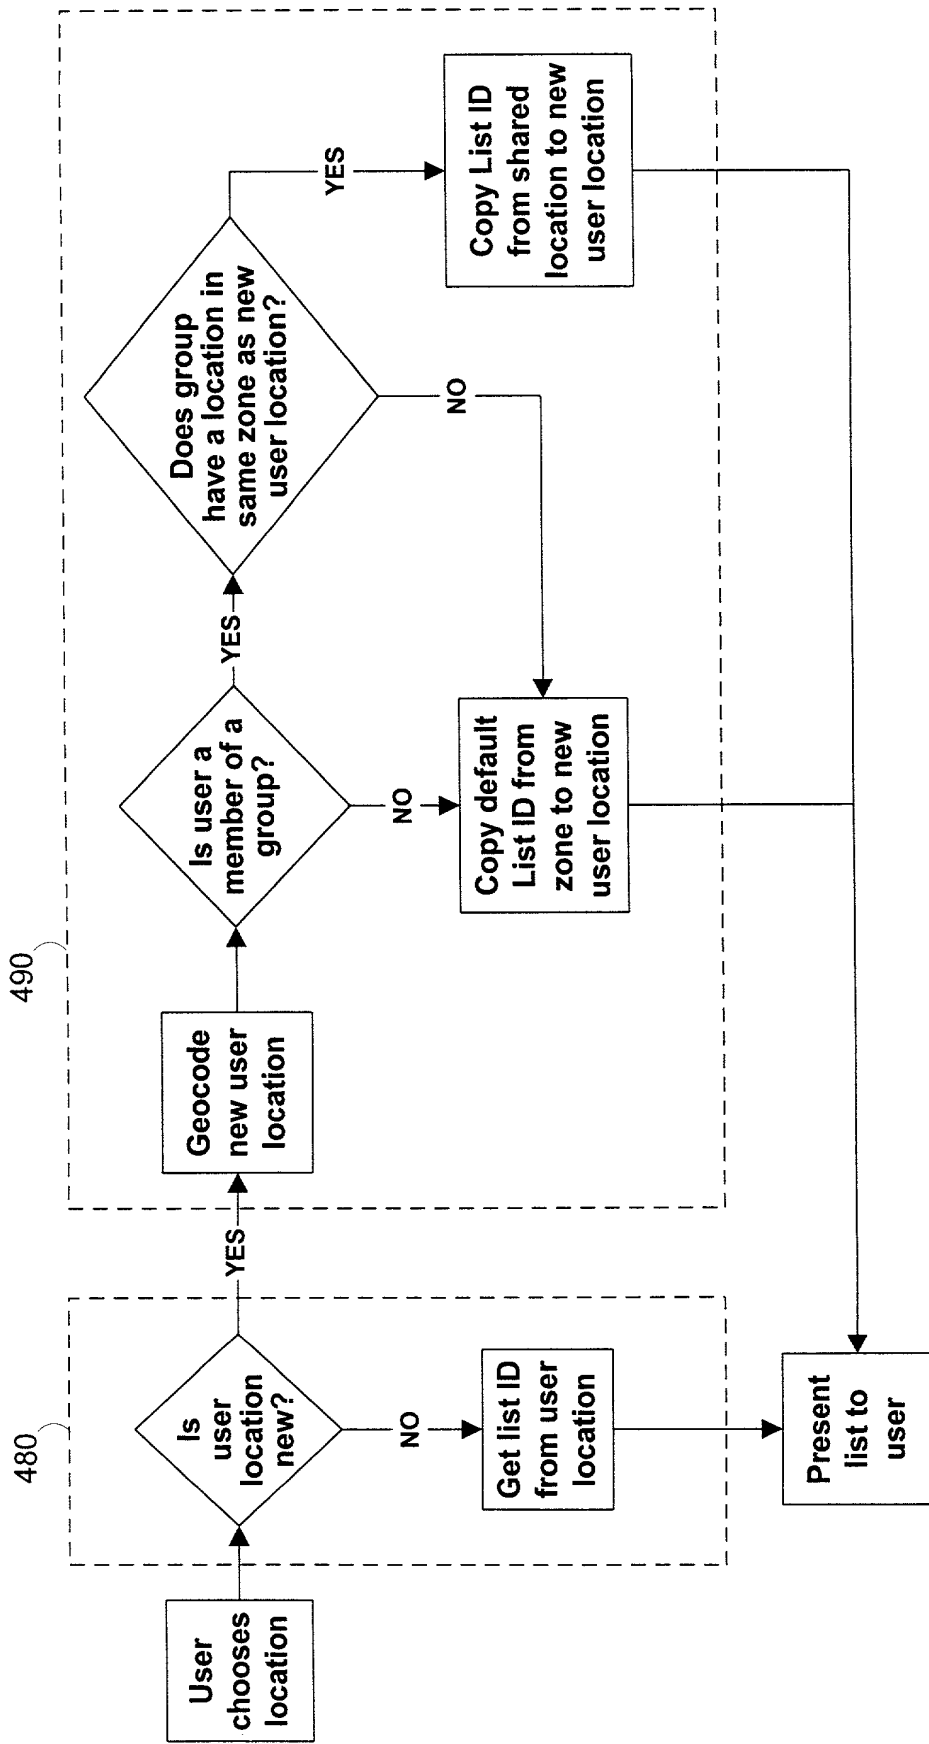 480
490
User
chooses
location
Is
user
location
new?
YES
NO
Get list ID
from user
location
Present
list to
user
Geocode
new user
location
Is user a
member of a
group?
YES
NO
Copy default
List ID from
zone to new
user location
Does group
have a location in
same zone as new
user location?
YES
NO
Copy List ID
from shared
location to new
user location